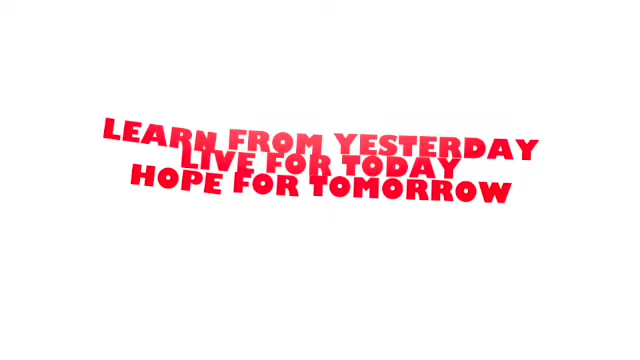 LEARN FROM YESTERDAY
LIVE FOR TODAY
HOPE FOR TOMORROW